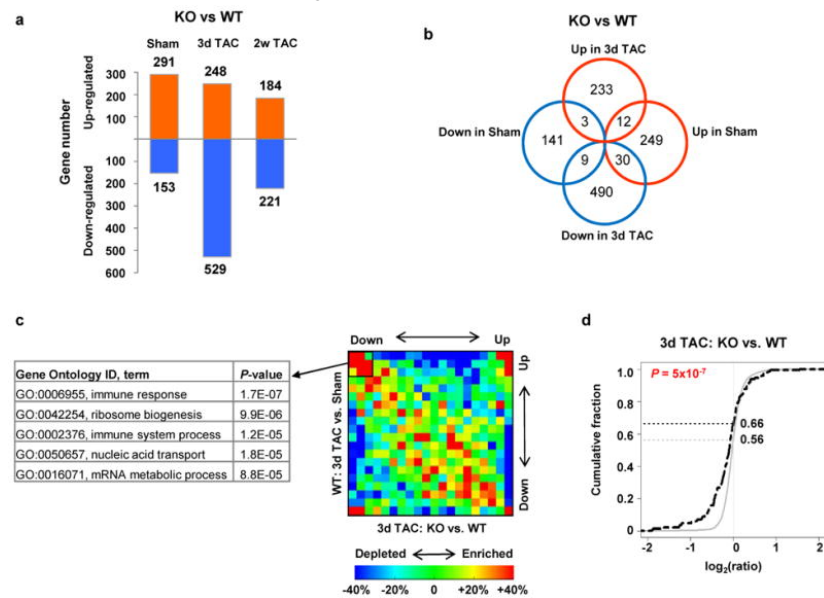 a
KO vs WT
Sham 3d TAC 2w TAC
291
248
184
Gene number
Up-regulated
Down-regulated
300
200
100
100
200
300
400
500
600
153
529
221
b
KO vs WT
Up in 3d TAC
233
Down in Sham
3
12
Up in Sham
141
249
9
30
490
Down in 3d TAC
c
Gene Ontology ID, term P-value
GO:0006955, immune response 1.7E-07
GO:0042254, ribosome biogenesis 9.9E-06
GO:0002376, immune system process 1.2E-05
GO:0050657, nucleic acid transport 1.8E-05
GO:0016071, mRNA metabolic process 8.8E-05
Down Up
WT: 3d TAC vs. Sham
Up
Down
3d TAC: KO vs. WT
Depleted Enriched
-40% -20% 0 +20% +40%
d
3d TAC: KO vs. WT
P = 5x10⁻⁷
Cumulative fraction
1.0
0.8
0.6
0.4
0.2
0
0.66
0.56
-2 -1 0 1 2
log₂(ratio)